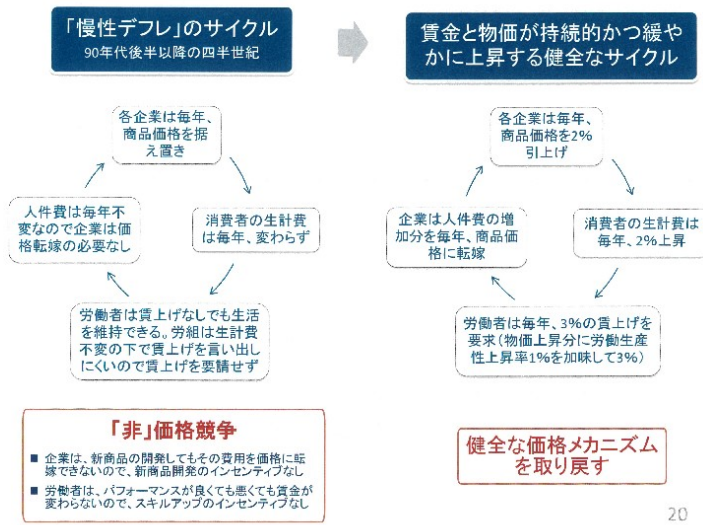 「慢性デフレ」のサイクル
90年代後半以降の四半世紀
賃金と物価が持続的かつ緩や
かに上昇する健全なサイクル
各企業は毎年、
商品価格を据
え置き
消費者の生計費
は毎年、変わらず
労働者は賃上げなしでも生活
を維持できる。労組は生計費
不変の下で賃上げを言い出し
にくいので賃上げを要請せず
人件費は毎年不
変なので企業は価
格転嫁の必要なし
各企業は毎年、
商品価格を2%
引上げ
消費者の生計費は
毎年、2%上昇
労働者は毎年、3%の賃上げを
要求（物価上昇分に労働生産
性上昇率1%を加味して3%）
企業は人件費の増
加分を毎年、商品価
格に転嫁
「非」価格競争
■ 企業は、新商品の開発してもその費用を価格に転
嫁できないので、新商品開発のインセンティブなし
■ 労働者は、パフォーマンスが良くても悪くても賃金が
変わらないので、スキルアップのインセンティブなし
健全な価格メカニズム
を取り戻す
20